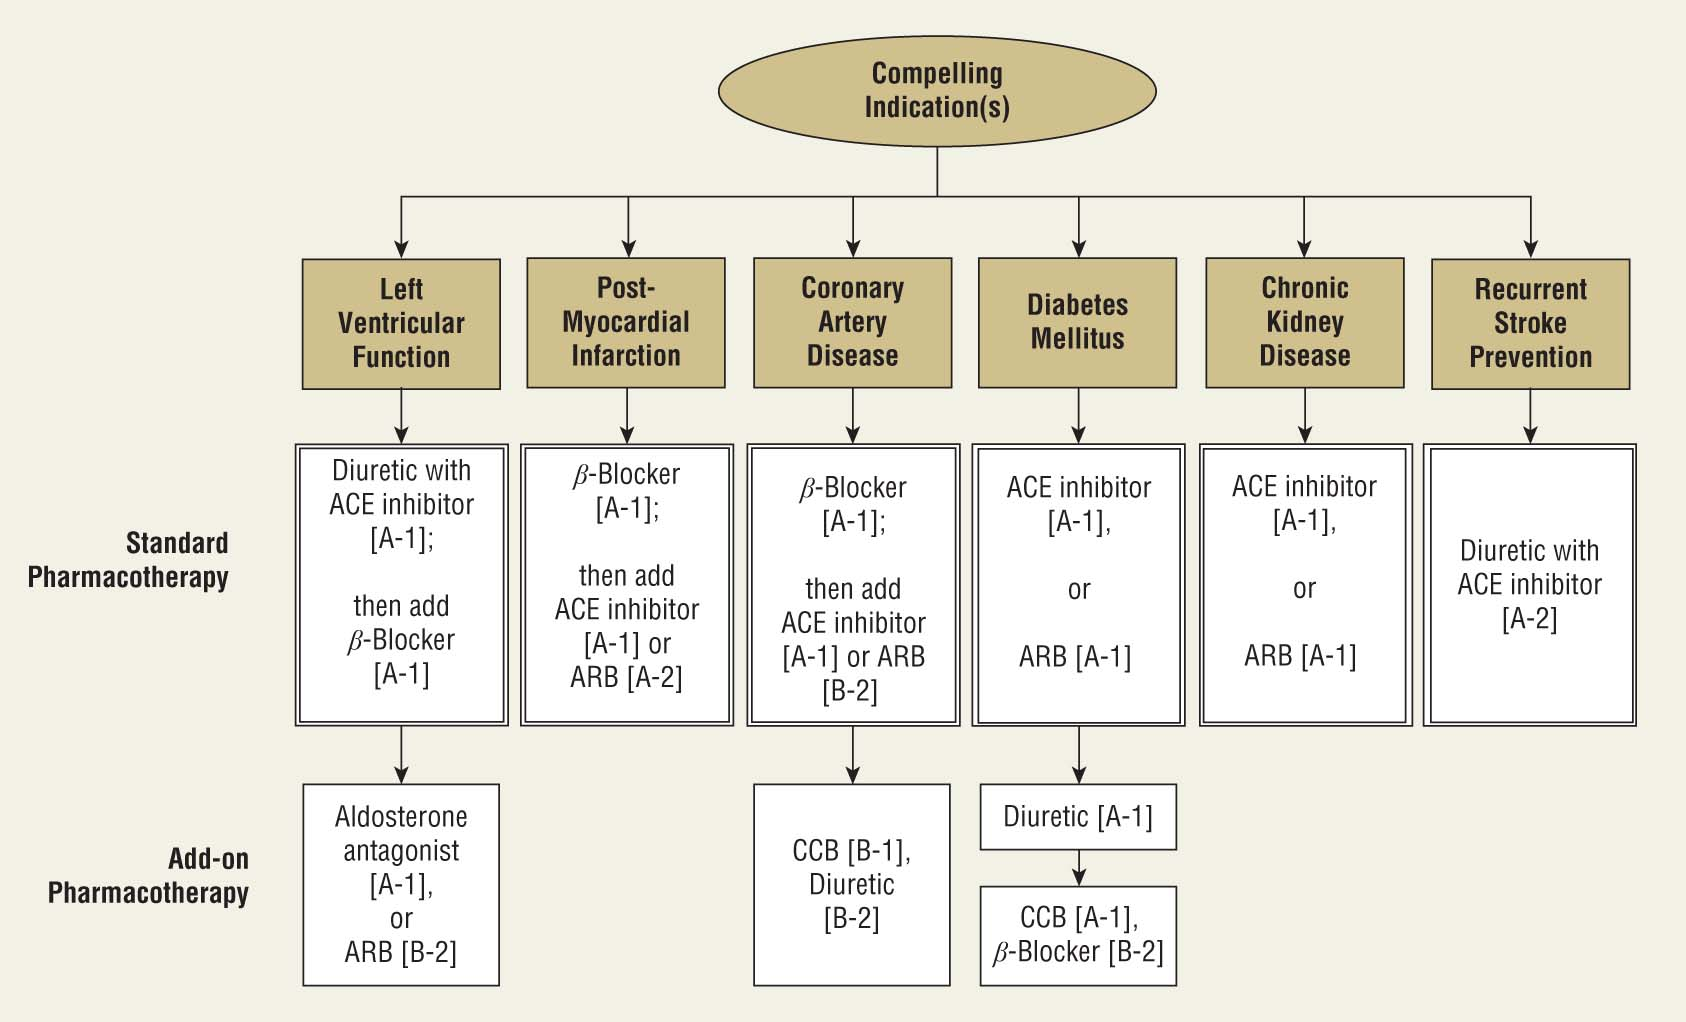 Compelling
Indication(s)
Left
Ventricular
Function
Post-
Myocardial
Infarction
Coronary
Artery
Disease
Diabetes
Mellitus
Chronic
Kidney
Disease
Recurrent
Stroke
Prevention
Standard
Pharmacotherapy
Diuretic with
ACE inhibitor
[A-1];
then add
β-Blocker
[A-1]
β-Blocker
[A-1];
then add
ACE inhibitor
[A-1] or
ARB [A-2]
β-Blocker
[A-1];
then add
ACE inhibitor
[A-1] or ARB
[B-2]
ACE inhibitor
[A-1],
or
ARB [A-1]
ACE inhibitor
[A-1],
or
ARB [A-1]
Diuretic with
ACE inhibitor
[A-2]
Add-on
Pharmacotherapy
Aldosterone
antagonist
[A-1],
or
ARB [B-2]
CCB [B-1],
Diuretic
[B-2]
Diuretic [A-1]
CCB [A-1],
β-Blocker [B-2]